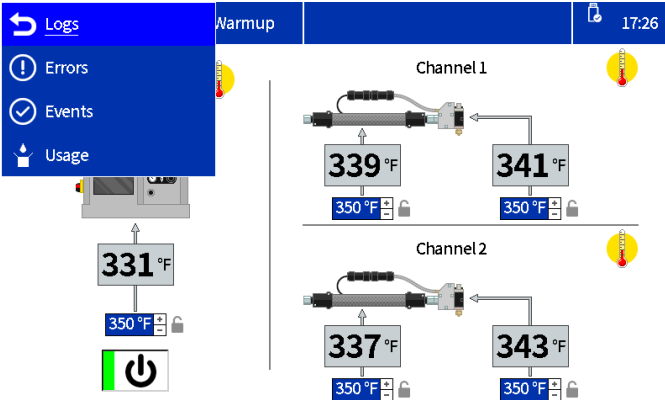 Logs
Warmup
17:26
Errors
Events
Usage
Channel 1
339 °F
341 °F
350 °F + -
350 °F + -
331 °F
350 °F + -
Channel 2
337 °F
343 °F
350 °F + -
350 °F + -